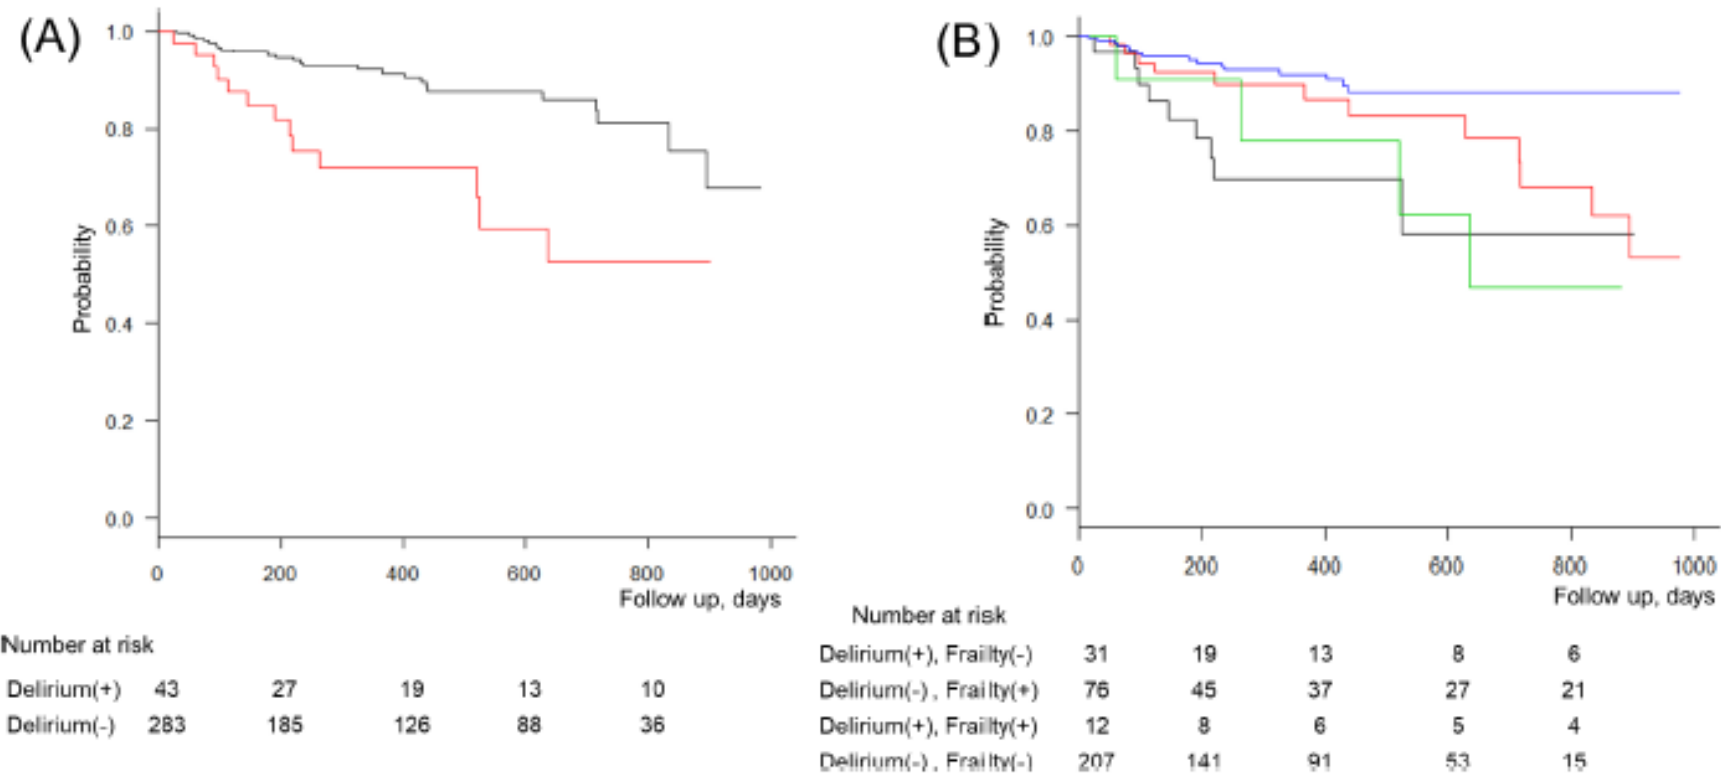 (A)
1.0
0.8
0.6
0.4
0.2
0.0
Probability
0 200 400 600 800 1000
Follow up, days
Number at risk
Delirium(+) 43 27 19 13 10
Delirium(-) 283 185 126 88 36
(B)
1.0
0.8
0.6
0.4
0.2
0.0
Probability
0 200 400 600 800 1000
Follow up, days
Number at risk
Delirium(+), Frailty(-) 31 19 13 8 6
Delirium(-) , Frailty(+) 76 45 37 27 21
Delirium(+), Frailty(+) 12 8 6 5 4
Delirium(-) , Frailty(-) 207 141 91 53 15